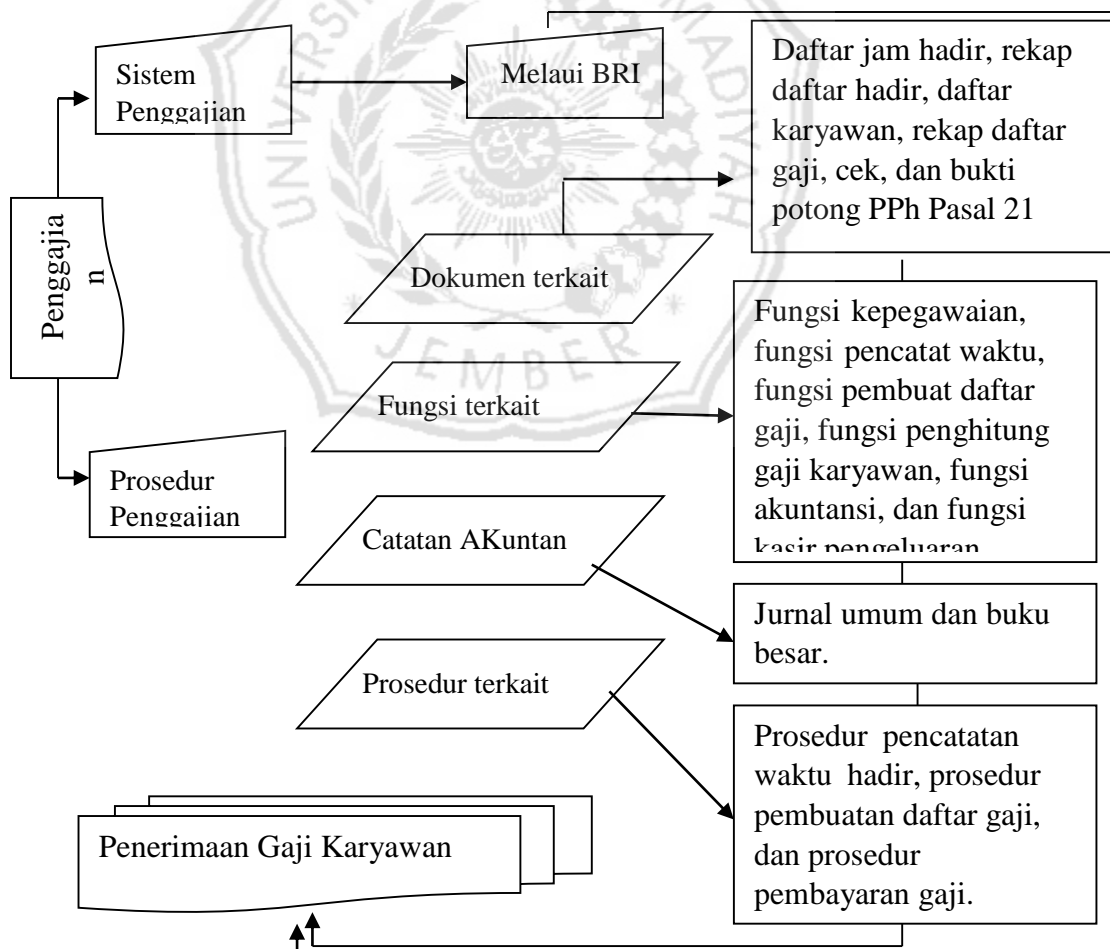 Sistem
Penggajian
Melaui BRI
Daftar jam hadir, rekap
daftar hadir, daftar
karyawan, rekap daftar
gaji, cek, dan bukti
potong PPh Pasal 21
Penggajia
n
Dokumen terkait
Fungsi kepegawaian,
fungsi pencatat waktu,
fungsi pembuat daftar
gaji, fungsi penghitung
gaji karyawan, fungsi
akuntansi, dan fungsi
kasir pengeluaran
Fungsi terkait
Prosedur
Penggajian
Catatan AKuntan
Jurnal umum dan buku
besar.
Prosedur terkait
Prosedur pencatatan
waktu hadir, prosedur
pembuatan daftar gaji,
dan prosedur
pembayaran gaji.
Penerimaan Gaji Karyawan
JEMBER